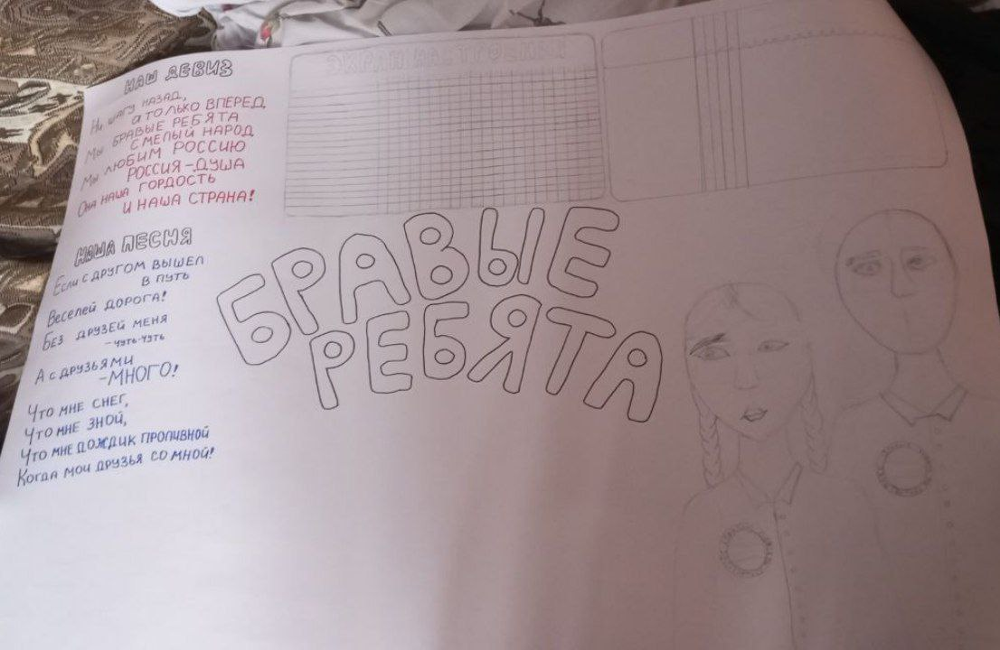 НАШ ДЕВИЗ
Ни шагу НАЗАД,
а только ВПЕРЕД
Мы БРАВЫЕ РЕБЯТА
СМЕЛЫЙ НАРОД
Мы ЛЮБИМ РОССИЮ
РОССИЯ-ДУША
Она НАША ГОРДОСТЬ
И НАША СТРАНА!
НАША ПЕСНЯ
Если с другом вышел
в путь
Веселей дорога!
Без друзей меня
-чуть-чуть
А с друзьями
-МНОГО!
Что мне снег,
Что мне зной,
Что мне дождик проливной
Когда мои друзья со мной!
ЭКРАН НАСТРОЕНИЯ
БРАВЫЕ
РЕБЯТА